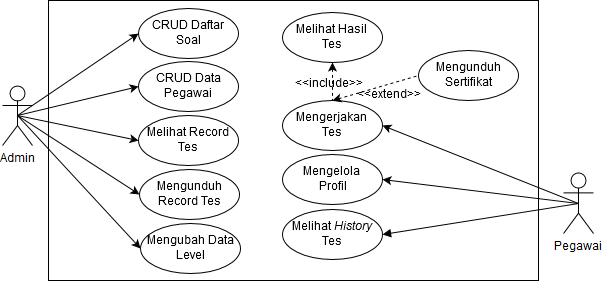 CRUD Daftar
Soal
CRUD Data
Pegawai
Melihat Record
Tes
Mengunduh
Record Tes
Mengubah Data
Level
Admin
Melihat Hasil
Tes
Mengunduh
Sertifikat
<<include>>
<<extend>>
Mengerjakan
Tes
Mengelola
Profil
Melihat History
Tes
Pegawai